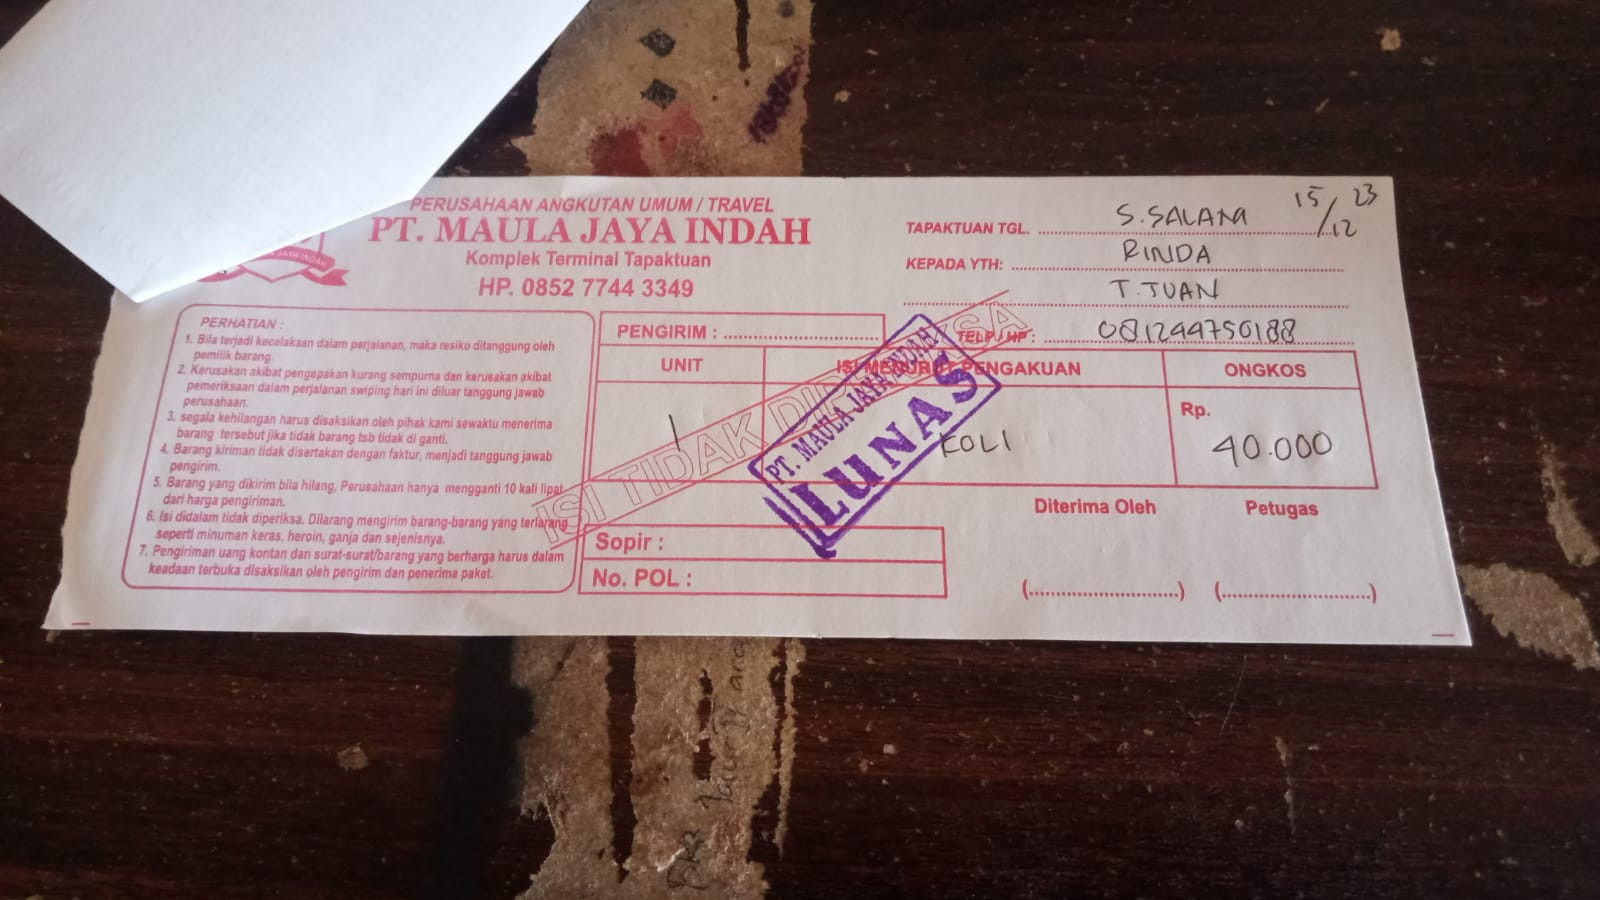 PERUSAHAAN ANGKUTAN UMUM / TRAVEL
PT. MAULA JAYA INDAH
Komplek Terminal Tapaktuan
HP. 0852 7744 3349
JAYA INDAH
15/12 23
TAPAKTUAN TGL. S. SALAMA
KEPADA YTH: RINDA
T. TUAN
TELP / HP : 081244750188
PERHATIAN :
1. Bila terjadi kecelakaan dalam perjalanan, maka resiko ditanggung oleh
pemilik barang.
2. Kerusakan akibat pengepakan kurang sempurna dan kerusakan akibat
pemeriksaan dalam perjalanan swiping hari ini diluar tanggung jawab
perusahaan.
3. segala kehilangan harus disaksikan oleh pihak kami sewaktu menerima
barang tersebut jika tidak barang tsb tidak di ganti.
4. Barang kiriman tidak disertakan dengan faktur, menjadi tanggung jawab
pengirim.
5. Barang yang dikirim bila hilang, Perusahaan hanya mengganti 10 kali lipat
dari harga pengiriman.
6. Isi didalam tidak diperiksa. Dilarang mengirim barang-barang yang terlarang
seperti minuman keras, heroin, ganja dan sejenisnya.
7. Pengiriman uang kontan dan surat-surat/barang yang berharga harus dalam
keadaan terbuka disaksikan oleh pengirim dan penerima paket.
PENGIRIM :
UNIT ISI MENURUT PENGAKUAN ONGKOS
1 KOLI Rp. 40.000
ISI TIDAK DIPERIKSA
PT. MAULA JAYA INDAH
LUNAS
Sopir :
No. POL :
Diterima Oleh Petugas